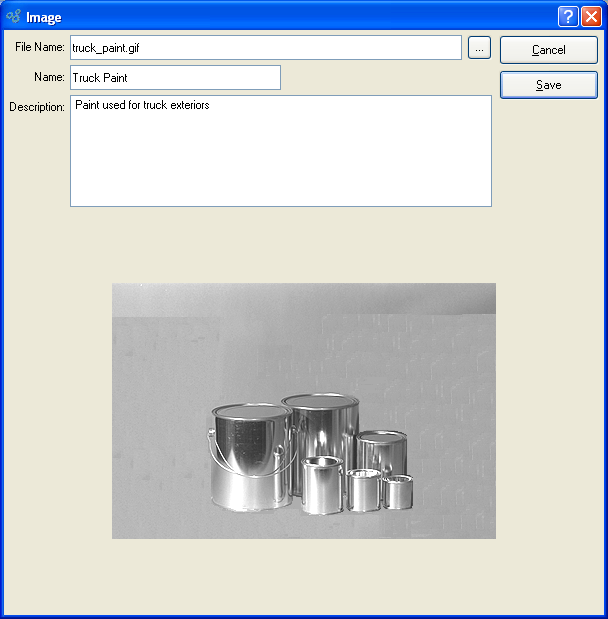 Image
File Name: truck_paint.gif ... Cancel
Name: Truck Paint Save
Description: Paint used for truck exteriors